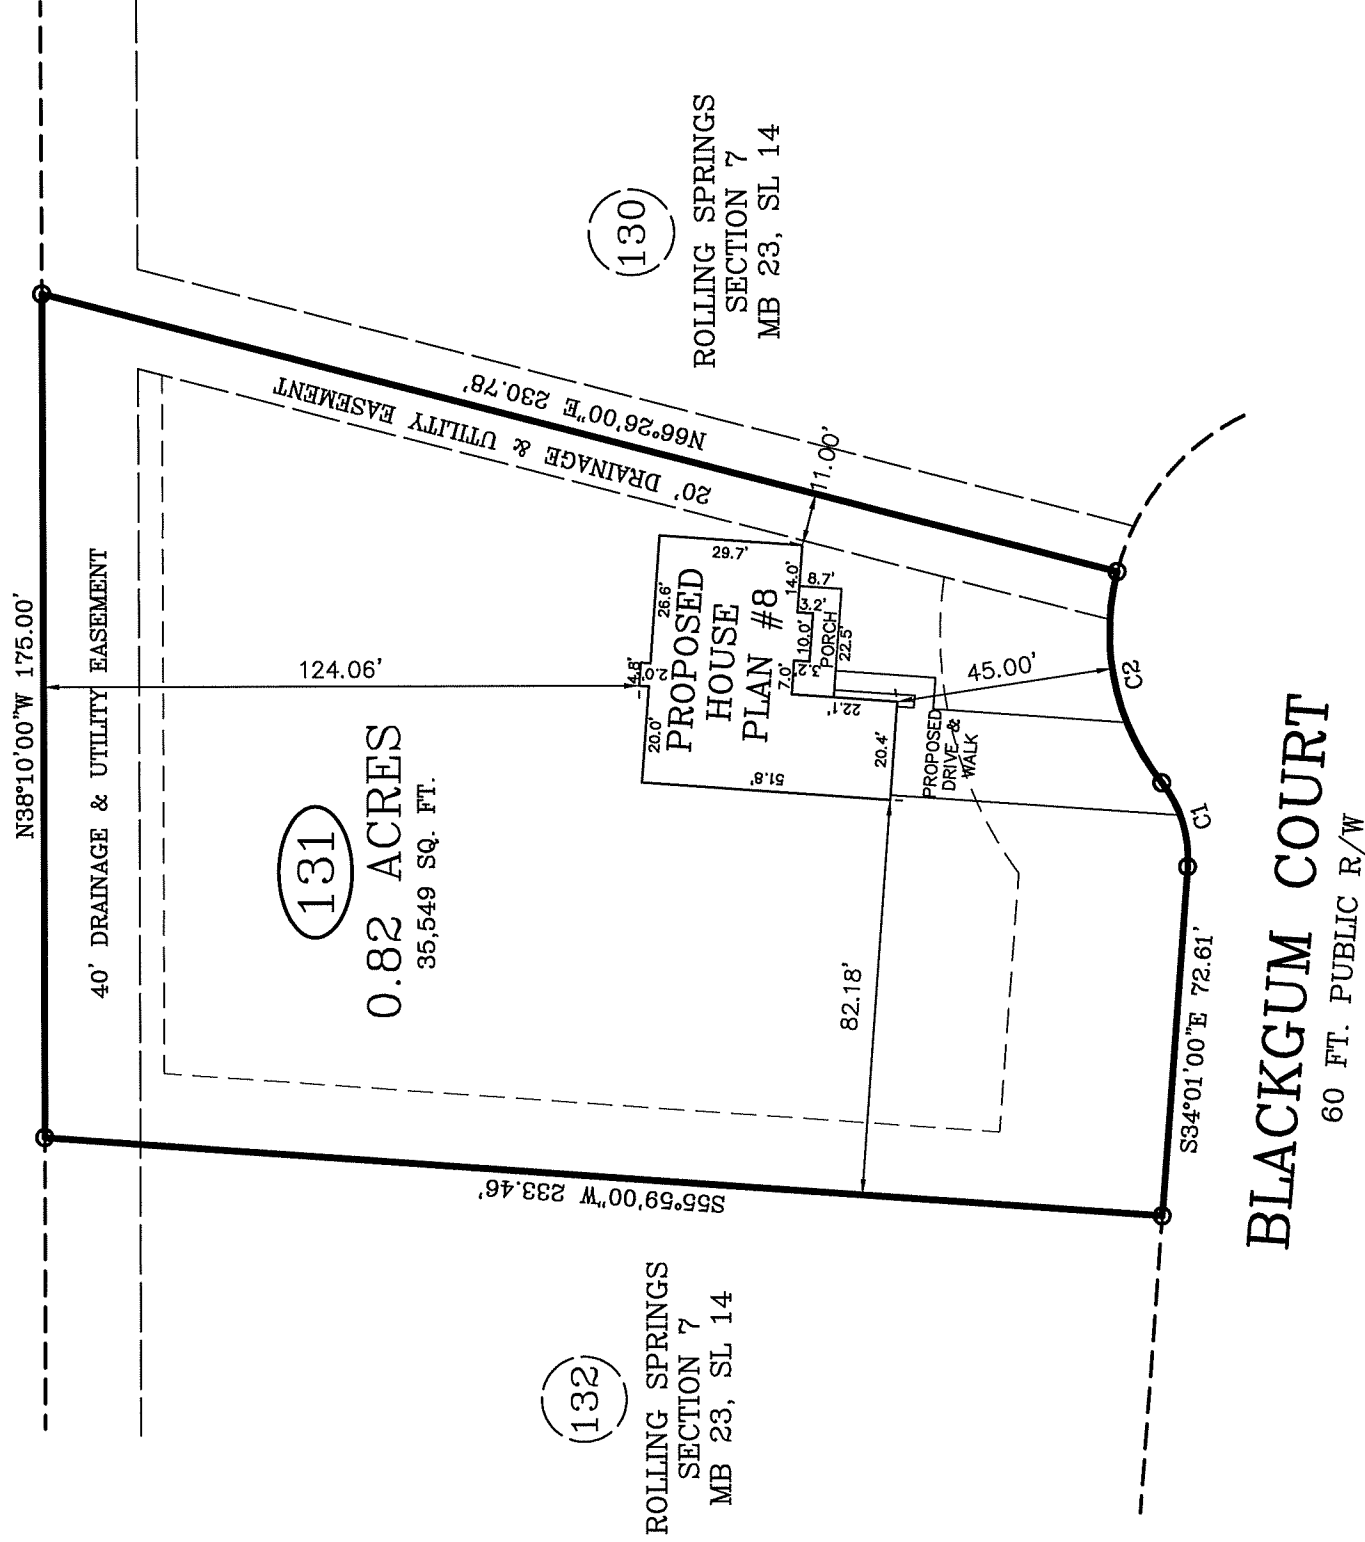 N38°10'00"W 175.00'
40' DRAINAGE & UTILITY EASEMENT
124.06'
131
0.82 ACRES
35,549 SQ. FT.
130
ROLLING SPRINGS
SECTION 7
MB 23, SL 14
N66°26'00"E 230.78'
20' DRAINAGE & UTILITY EASEMENT
11.00'
PROPOSED
HOUSE
PLAN #8
29.7'
26.6'
4.8'
2.0'
20.0'
51.8'
20.4'
22.1'
7.0'
3.2'
10.0'
3.2'
14.0'
8.7'
PORCH
22.5'
PROPOSED
DRIVE &
WALK
45.00'
C2
C1
82.18'
S34°01'00"E 72.61'
S55°59'00"W 233.46'
132
ROLLING SPRINGS
SECTION 7
MB 23, SL 14
BLACKGUM COURT
60 FT. PUBLIC R/W